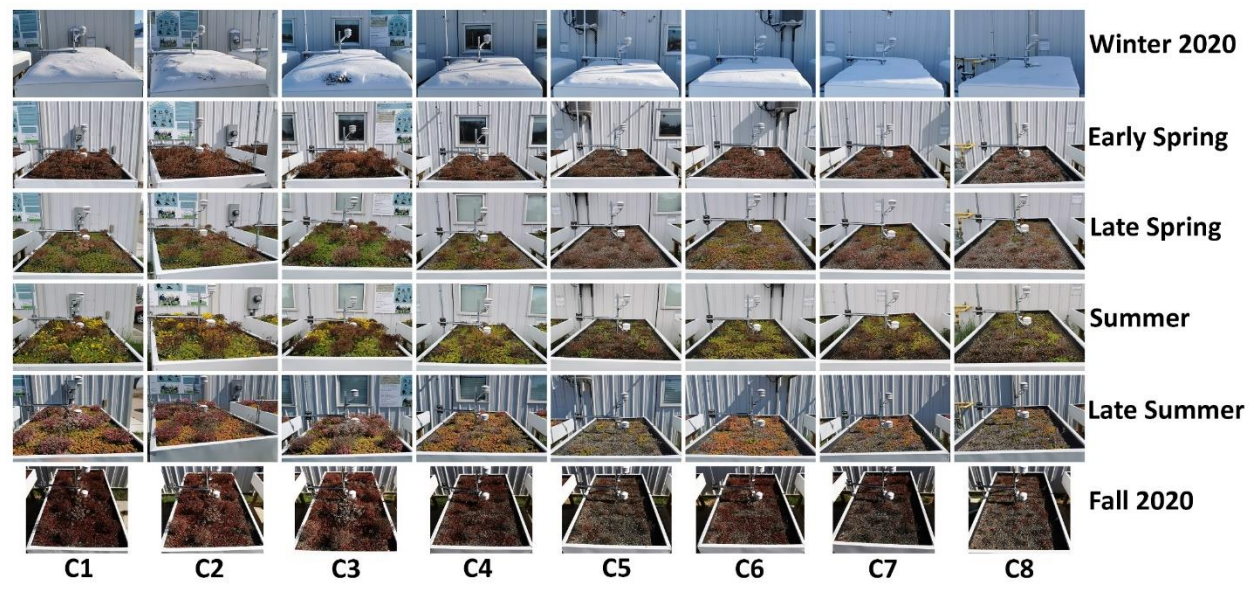 Winter 2020
Early Spring
Late Spring
Summer
Late Summer
Fall 2020
C1 C2 C3 C4 C5 C6 C7 C8